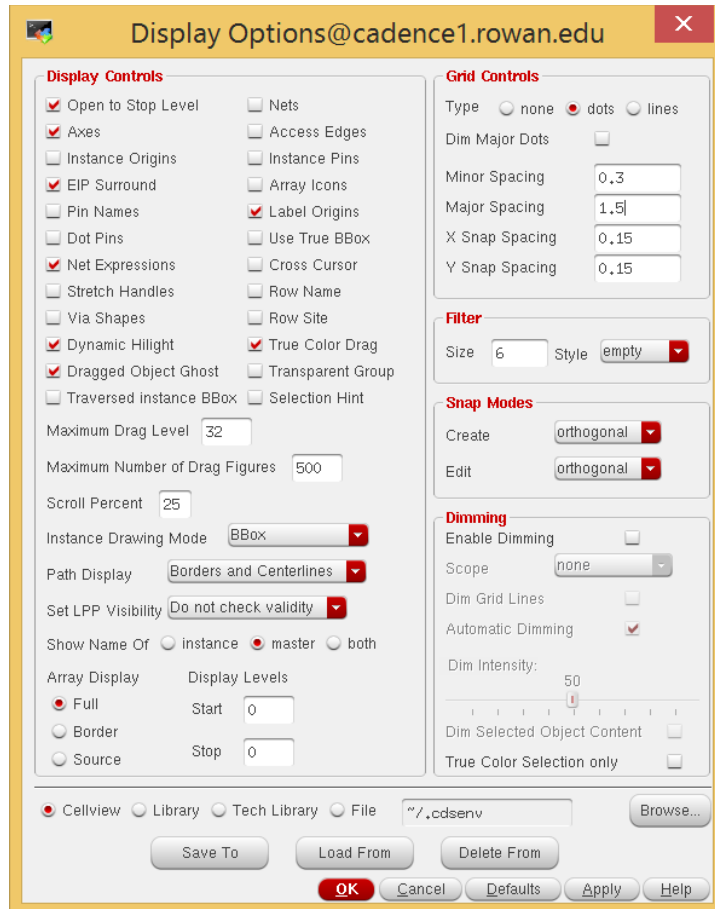 Display Options@cadence1.rowan.edu
X
Display Controls
Open to Stop Level
Nets
Axes
Access Edges
Instance Origins
Instance Pins
EIP Surround
Array Icons
Pin Names
Label Origins
Dot Pins
Use True BBox
Net Expressions
Cross Cursor
Stretch Handles
Row Name
Via Shapes
Row Site
Dynamic Hilight
True Color Drag
Dragged Object Ghost
Transparent Group
Traversed instance BBox
Selection Hint
Maximum Drag Level 32
Maximum Number of Drag Figures 500
Scroll Percent 25
Instance Drawing Mode BBox
Path Display Borders and Centerlines
Set LPP Visibility Do not check validity
Show Name Of instance master both
Array Display
Display Levels
Full
Start 0
Border
Source
Stop 0
Grid Controls
Type none dots lines
Dim Major Dots
Minor Spacing 0.3
Major Spacing 1.5
X Snap Spacing 0.15
Y Snap Spacing 0.15
Filter
Size 6 Style empty
Snap Modes
Create orthogonal
Edit orthogonal
Dimming
Enable Dimming
Scope none
Dim Grid Lines
Automatic Dimming
Dim Intensity:
50
Dim Selected Object Content
True Color Selection only
Cellview Library Tech Library File ~/.cdsenv Browse...
Save To Load From Delete From
OK Cancel Defaults Apply Help